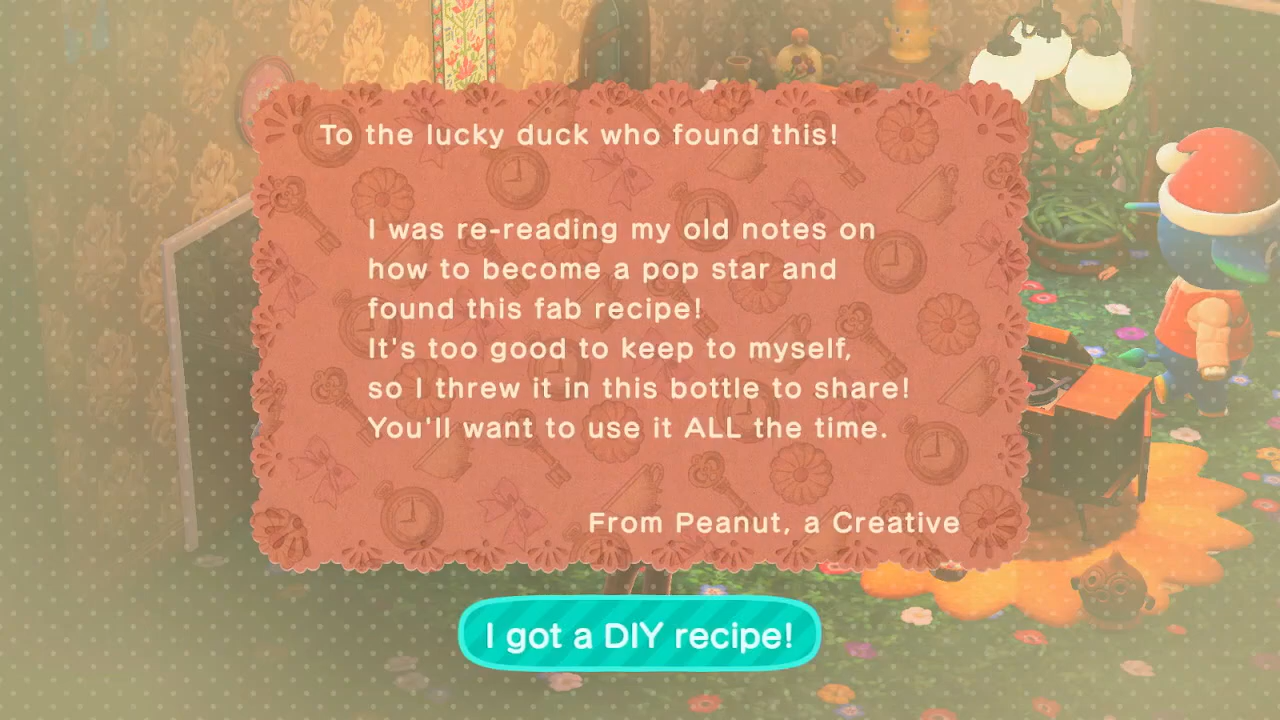 To the lucky duck who found this!
I was re-reading my old notes on
how to become a pop star and
found this fab recipe!
It's too good to keep to myself,
so I threw it in this bottle to share!
You'll want to use it ALL the time.
From Peanut, a Creative
I got a DIY recipe!